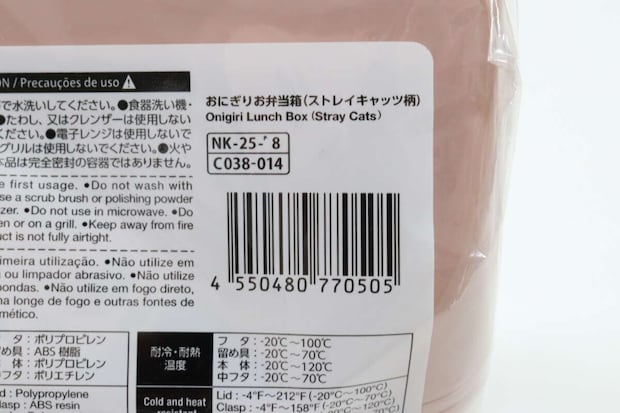 ON / Precauções de uso
で水洗いしてください。●食器洗い機・
●たわし、又はクレンザーは使用しない
●電子レンジは使用しないで
グリルは使用しないでください。●火や
本品は完全密封の容器ではありません。
e first usage. ●Do not wash with
se a scrub brush or polishing powder
zer. ●Do not use in microwave. ●Do
en or on a grill. ●Keep away from fire
uct is not fully airtight.
imeira utilização. ●Não utilize em
a ou limpador abrasivo. ●Não utilize
pondas. ●Não utilize em fogo direto,
ha longe de fogo e outras fontes de
mético.
おにぎりお弁当箱(ストレイキャッツ柄)
Onigiri Lunch Box (Stray Cats)
NK-25-゛8
C038-014
4 550480 770505
フ タ:ポリプロピレン
留め具:ABS 樹脂
本 体:ポリプロピレン
中フタ:ポリエチレン
d : Polypropylene
: ABS resin
耐冷・耐熱
温度
フ タ:-20℃~100℃
留め具:-20℃~70℃
本 体:-20℃~120℃
中フタ:-20℃~70℃
Cold and heat
resistant
Lid : -4°F~212°F (-20°C~100°C)
Clasp : -4°F~158°F (-20°C~70°C)